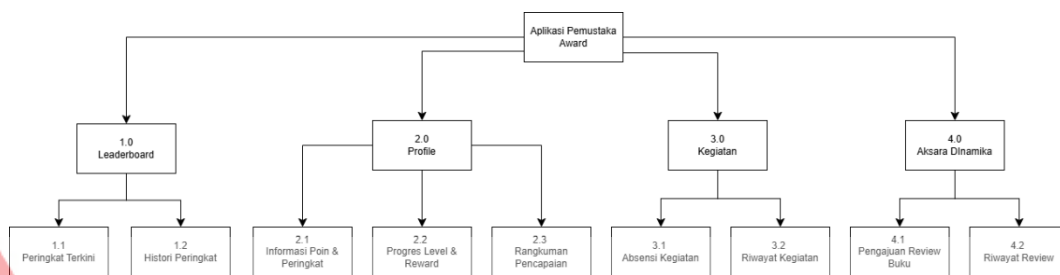 Aplikasi Pemustaka
Award
1.0
Leaderboard
2.0
Profile
3.0
Kegiatan
4.0
Aksara DInamika
1.1
Peringkat Terkini
1.2
Histori Peringkat
2.1
Informasi Poin &
Peringkat
2.2
Progres Level &
Reward
2.3
Rangkuman
Pencapaian
3.1
Absensi Kegiatan
3.2
Riwayat Kegiatan
4.1
Pengajuan Review
Buku
4.2
Riwayat Review